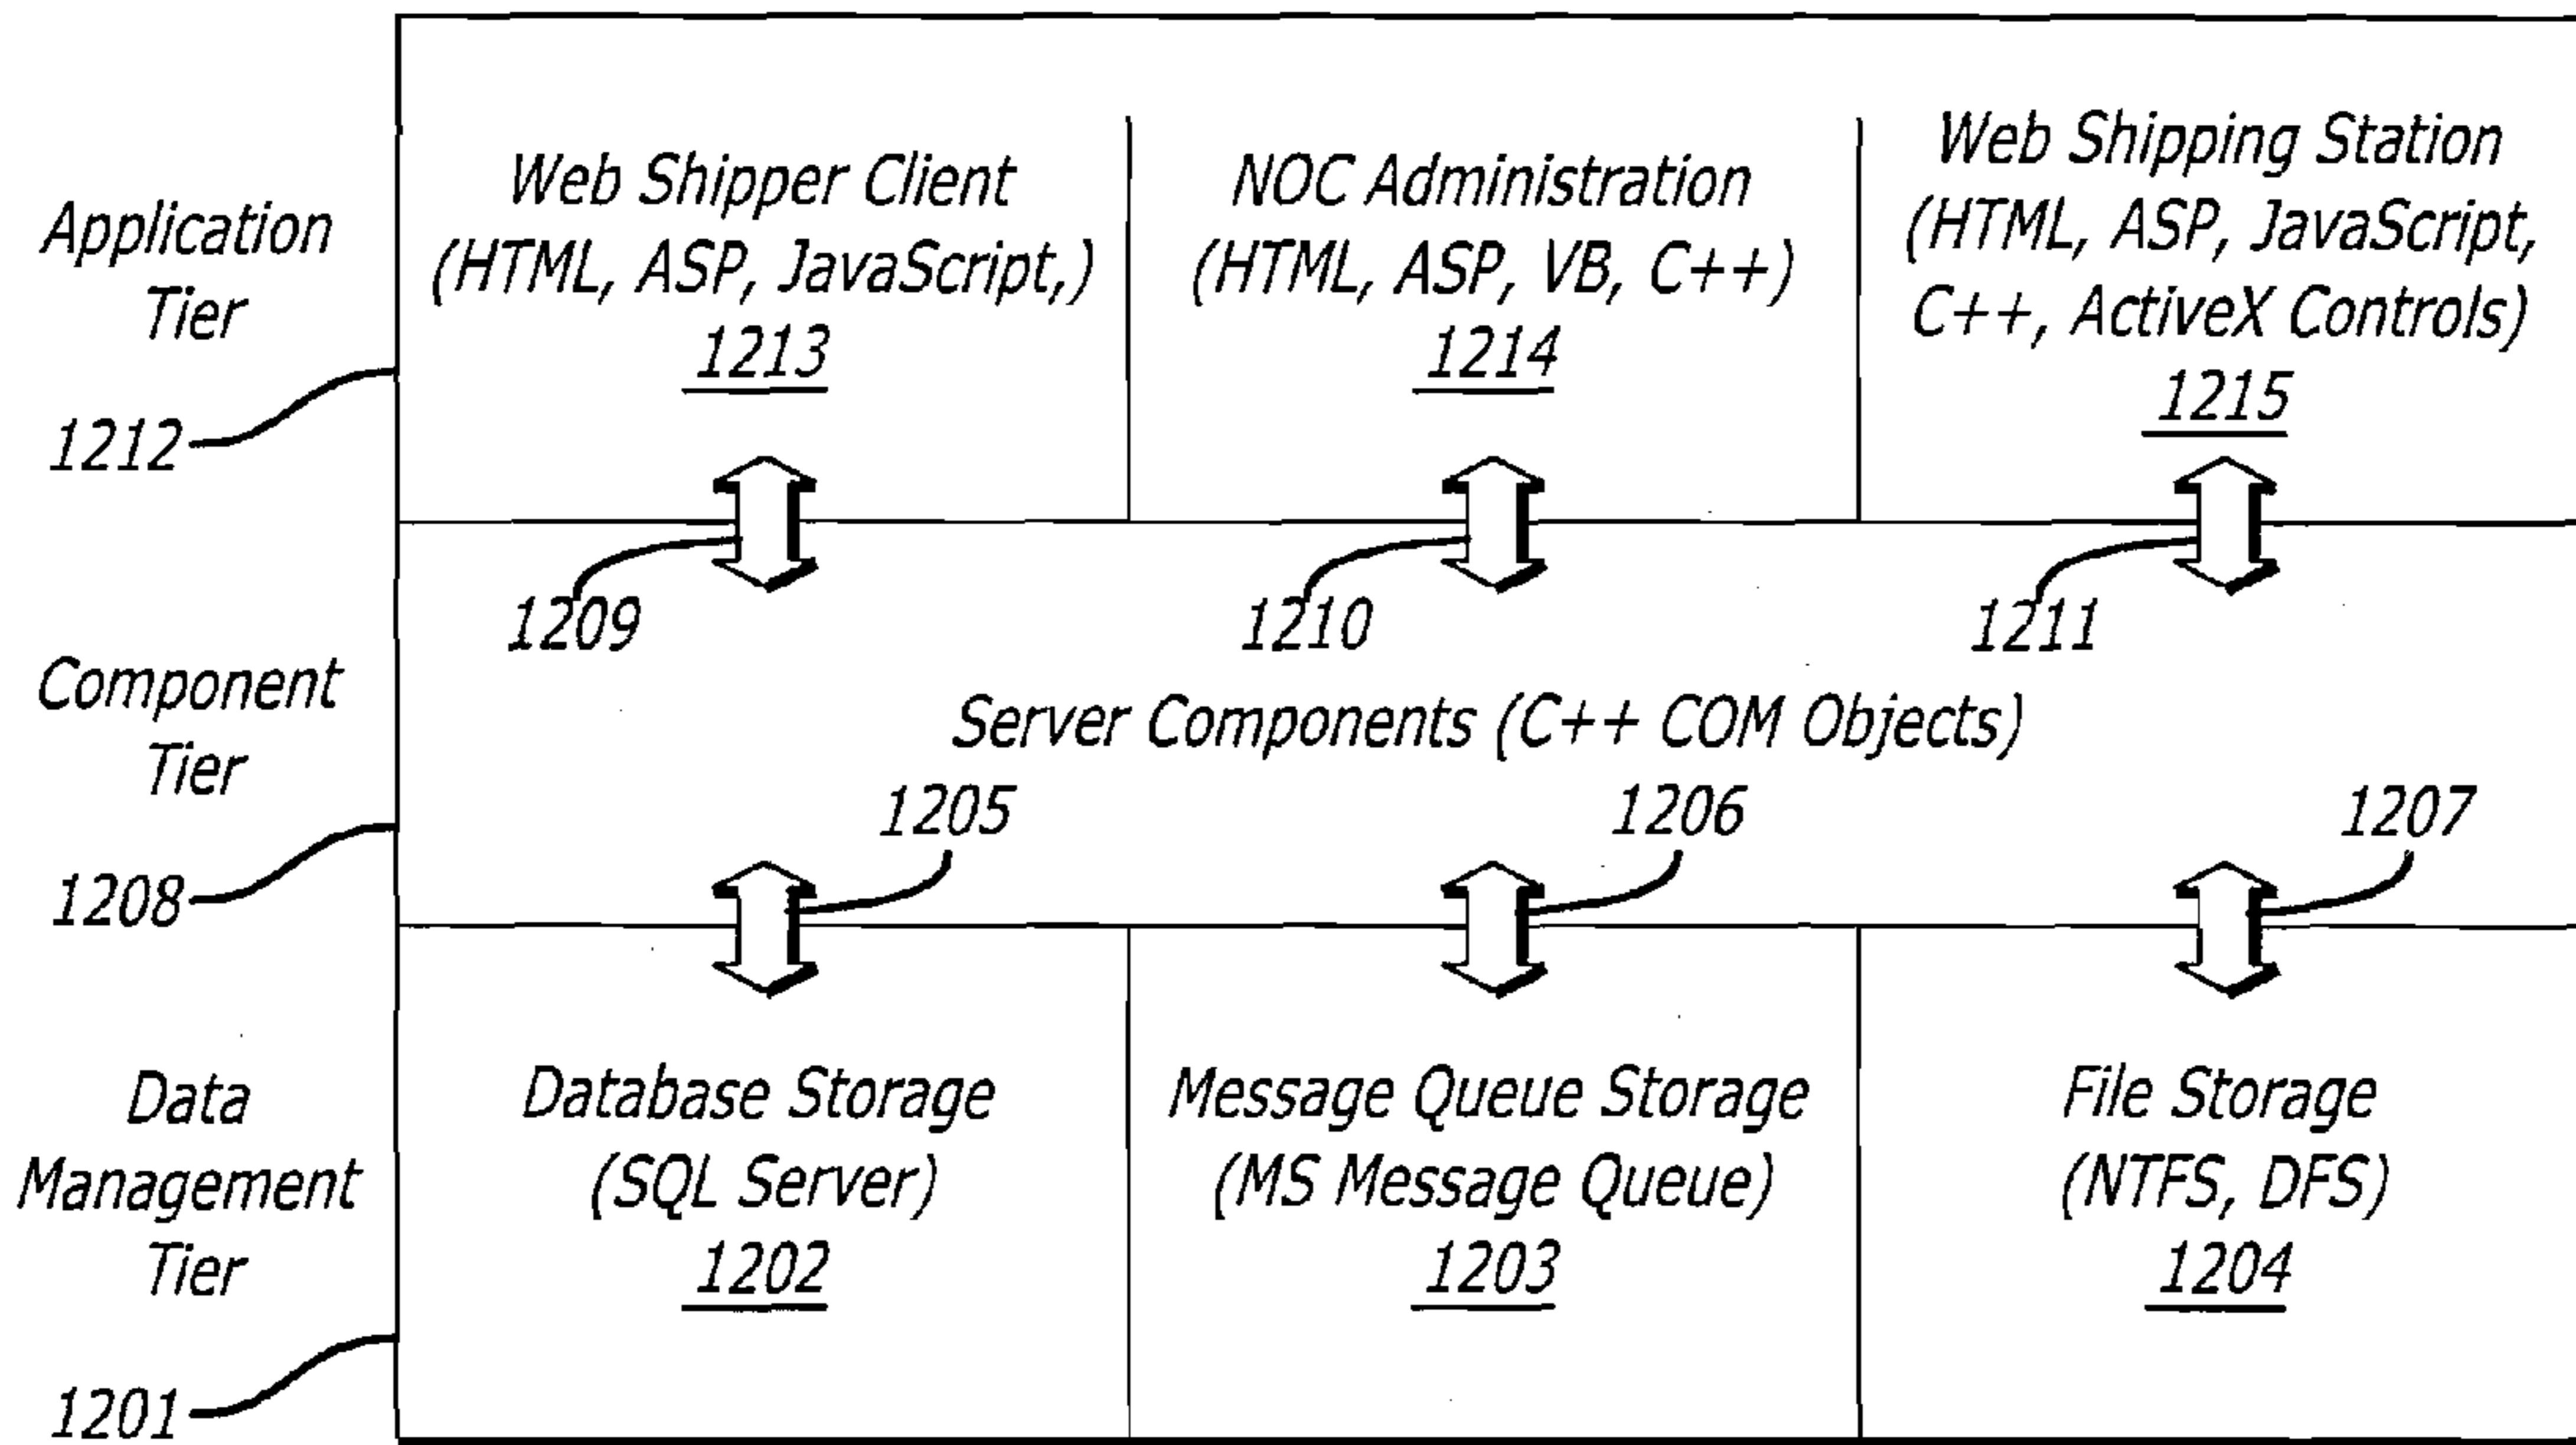 Application
Tier
1212
Web Shipper Client
(HTML, ASP, JavaScript,)
1213
NOC Administration
(HTML, ASP, VB, C++)
1214
Web Shipping Station
(HTML, ASP, JavaScript,
C++, ActiveX Controls)
1215
1209
1210
1211
Component
Tier
1208
Server Components (C++ COM Objects)
1205
1206
1207
Data
Management
Tier
1201
Database Storage
(SQL Server)
1202
Message Queue Storage
(MS Message Queue)
1203
File Storage
(NTFS, DFS)
1204